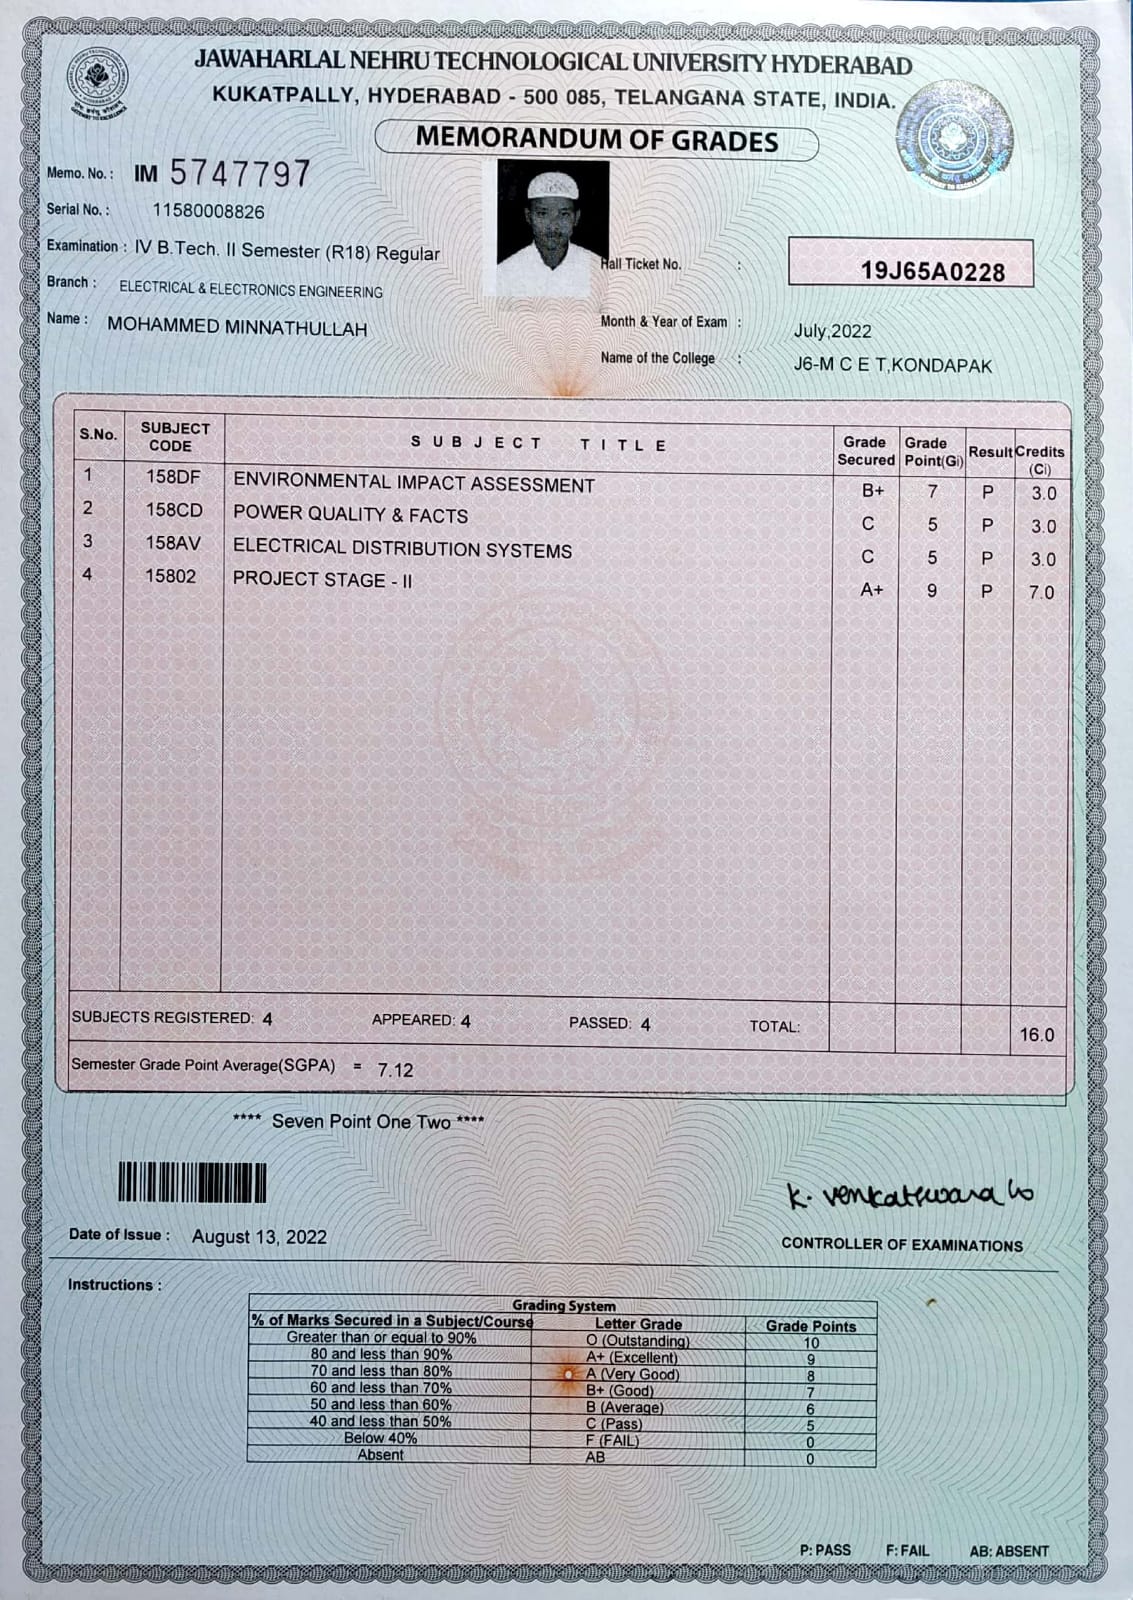 JAWAHARLAL NEHRU TECHNOLOGICAL UNIVERSITY HYDERABAD
KUKATPALLY, HYDERABAD - 500 085, TELANGANA STATE, INDIA.
MEMORANDUM OF GRADES
Memo. No. : IM 5747797
Serial No. : 11580008826
Examination : IV B.Tech. II Semester (R18) Regular
Hall Ticket No. : 19J65A0228
Branch : ELECTRICAL & ELECTRONICS ENGINEERING
Name : MOHAMMED MINNATHULLAH
Month & Year of Exam : July,2022
Name of the College : J6-M C E T,KONDAPAK
S.No. SUBJECT CODE SUBJECT TITLE Grade Secured Grade Point(Gi) Result Credits (Ci)
1 158DF ENVIRONMENTAL IMPACT ASSESSMENT B+ 7 P 3.0
2 158CD POWER QUALITY & FACTS C 5 P 3.0
3 158AV ELECTRICAL DISTRIBUTION SYSTEMS C 5 P 3.0
4 15802 PROJECT STAGE - II A+ 9 P 7.0
SUBJECTS REGISTERED: 4 APPEARED: 4 PASSED: 4 TOTAL: 16.0
Semester Grade Point Average(SGPA) = 7.12
**** Seven Point One Two ****
K. Venkateswara Rao
Date of Issue : August 13, 2022
CONTROLLER OF EXAMINATIONS
Instructions :
Grading System
% of Marks Secured in a Subject/Course Letter Grade Grade Points
Greater than or equal to 90% O (Outstanding) 10
80 and less than 90% A+ (Excellent) 9
70 and less than 80% A (Very Good) 8
60 and less than 70% B+ (Good) 7
50 and less than 60% B (Average) 6
40 and less than 50% C (Pass) 5
Below 40% F (FAIL) 0
Absent AB 0
P: PASS F: FAIL AB: ABSENT